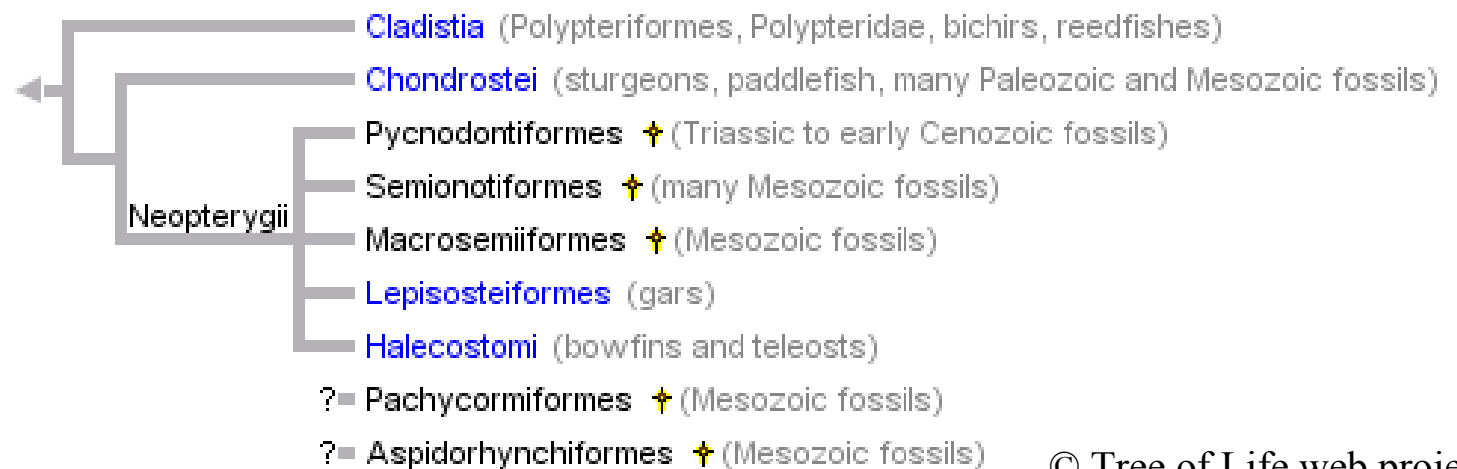 Cladistia (Polypteriformes, Polypteridae, bichirs, reedfishes)
Chondrostei (sturgeons, paddlefish, many Paleozoic and Mesozoic fossils)
Pycnodontiformes (Triassic to early Cenozoic fossils)
Semionotiformes (many Mesozoic fossils)
Neopterygii
Macrosemiiformes (Mesozoic fossils)
Lepisosteiformes (gars)
Halecostomi (bowfins and teleosts)
? Pachycormiformes (Mesozoic fossils)
? Aspidorhynchiformes (Mesozoic fossils)
© Tree of Life web